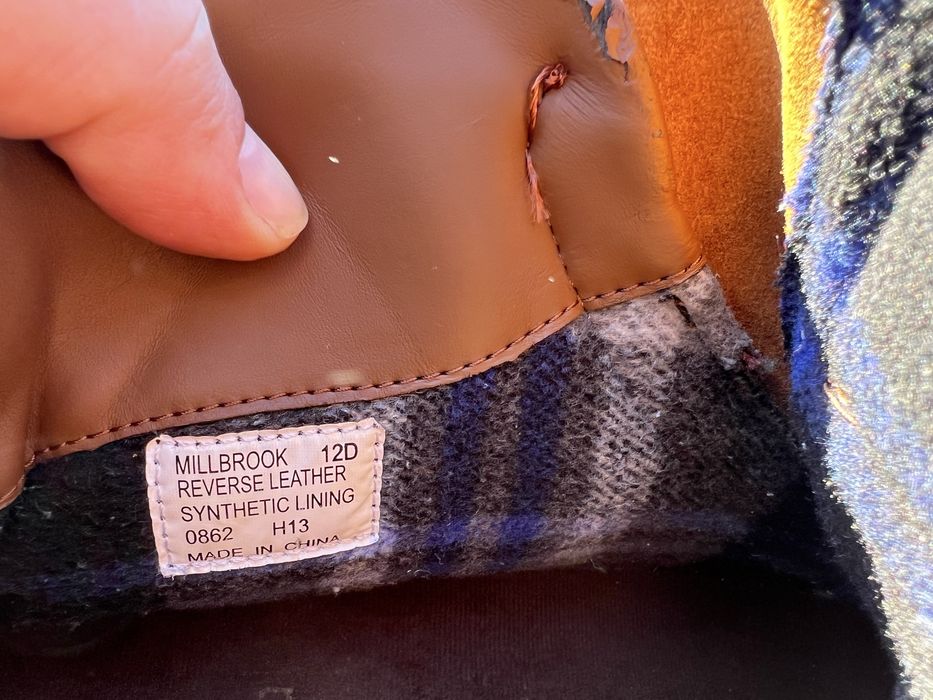 MILLBROOK 12D
REVERSE LEATHER
SYNTHETIC LINING
0862 H13
MADE IN CHINA